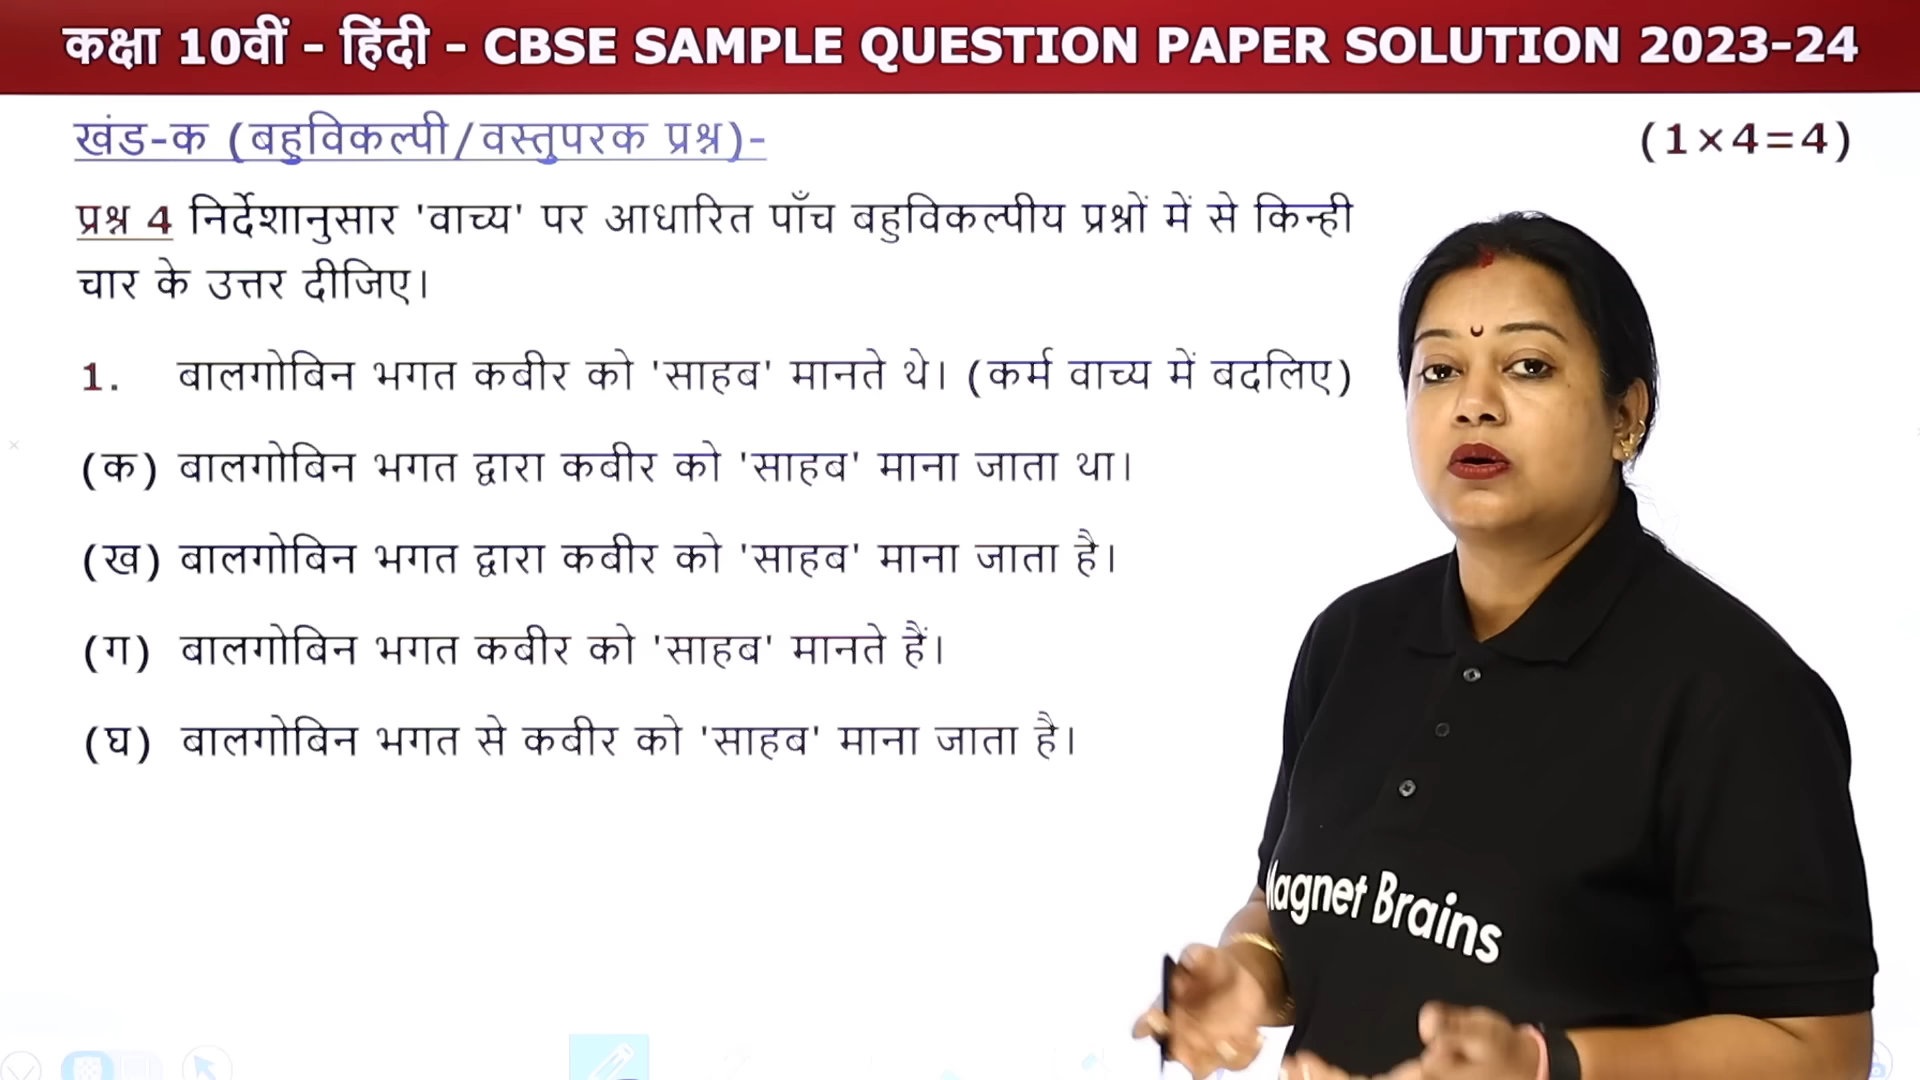 कक्षा 10वीं - हिंदी - CBSE SAMPLE QUESTION PAPER SOLUTION 2023-24
खंड-क (बहुविकल्पी/वस्तुपरक प्रश्न)- (1×4=4)
प्रश्न 4 निर्देशानुसार 'वाच्य' पर आधारित पाँच बहुविकल्पीय प्रश्नों में से किन्ही
चार के उत्तर दीजिए।
1. बालगोबिन भगत कबीर को 'साहब' मानते थे। (कर्म वाच्य में बदलिए)
(क) बालगोबिन भगत द्वारा कबीर को 'साहब' माना जाता था।
(ख) बालगोबिन भगत द्वारा कबीर को 'साहब' माना जाता है।
(ग) बालगोबिन भगत कबीर को 'साहब' मानते हैं।
(घ) बालगोबिन भगत से कबीर को 'साहब' माना जाता है।
Magnet Brains